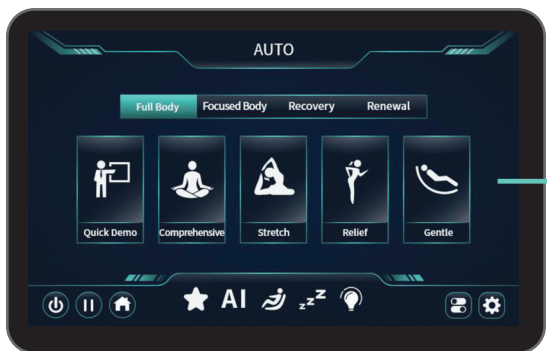 AUTO
Full Body Focused Body Recovery Renewal
Quick Demo Comprehensive Stretch Relief Gentle
AI zzZ